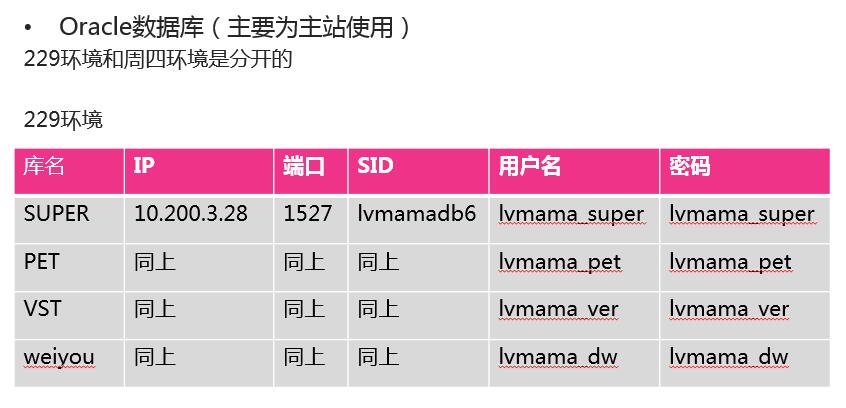 • Oracle数据库（主要为主站使用）
229环境和周四环境是分开的
229环境
库名 IP 端口 SID 用户名 密码
SUPER 10.200.3.28 1527 lvmamadb6 lvmama_super lvmama_super
PET 同上 同上 同上 lvmama_pet lvmama_pet
VST 同上 同上 同上 lvmama_ver lvmama_ver
weiyou 同上 同上 同上 lvmama_dw lvmama_dw